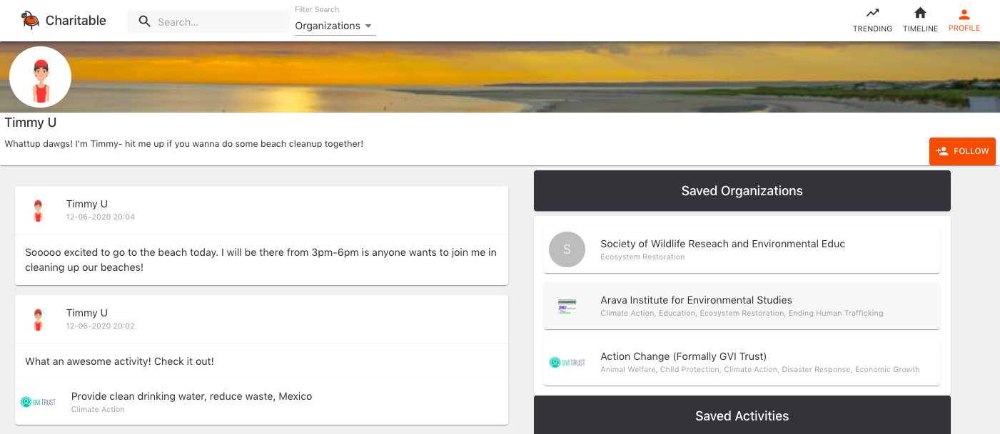 Charitable
Search...
Filter Search
Organizations
TRENDING
TIMELINE
PROFILE
Timmy U
Whattup dawgs! I'm Timmy- hit me up if you wanna do some beach cleanup together!
FOLLOW
Timmy U
12-06-2020 20:04
Sooooo excited to go to the beach today. I will be there from 3pm-6pm is anyone wants to join me in
cleaning up our beaches!
Timmy U
12-06-2020 20:02
What an awesome activity! Check it out!
GVI TRUST
Provide clean drinking water, reduce waste, Mexico
Climate Action
Saved Organizations
S
Society of Wildlife Reseach and Environmental Educ
Ecosystem Restoration
Arava Institute for Environmental Studies
Climate Action, Education, Ecosystem Restoration, Ending Human Trafficking
GVI TRUST
Action Change (Formally GVI Trust)
Animal Welfare, Child Protection, Climate Action, Disaster Response, Economic Growth
Saved Activities